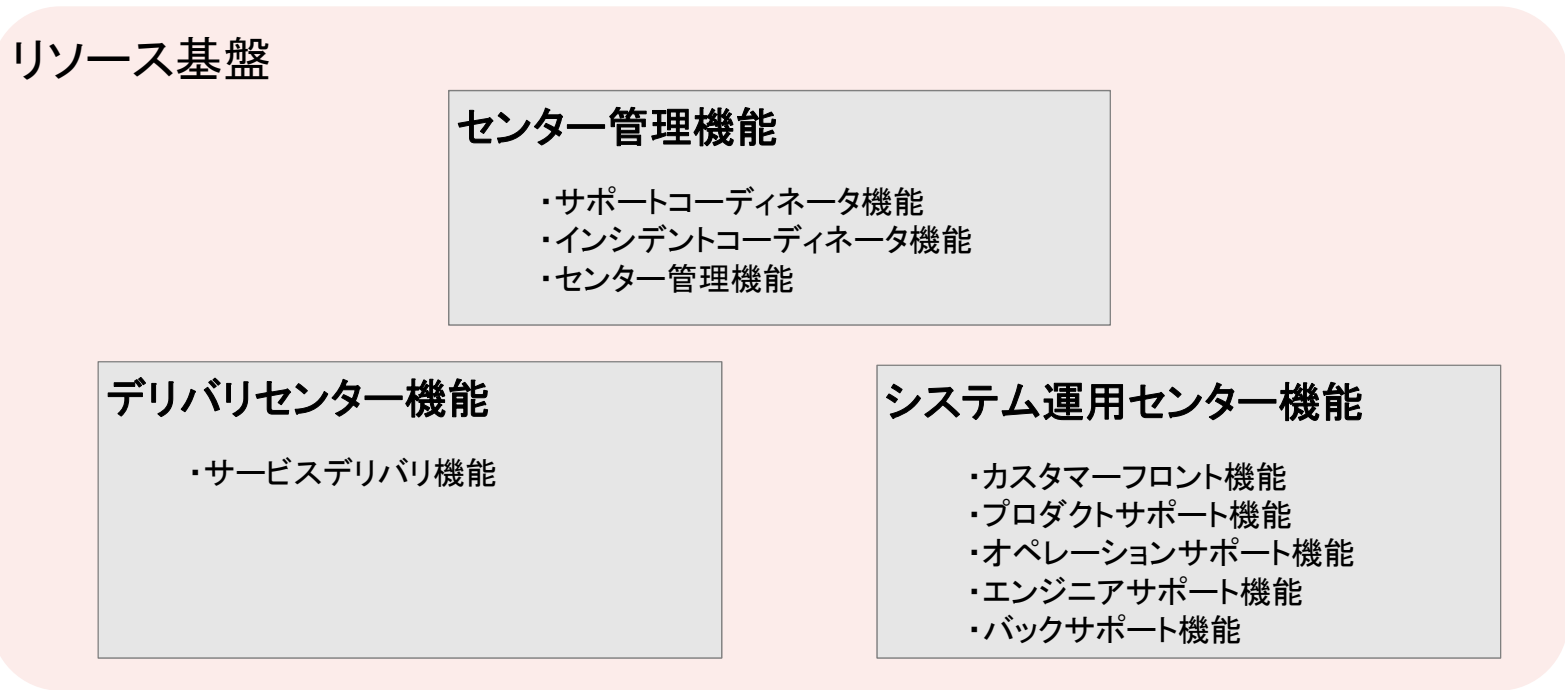 リソース基盤
センター管理機能
・サポートコーディネータ機能
・インシデントコーディネータ機能
・センター管理機能
デリバリセンター機能
・サービスデリバリ機能
システム運用センター機能
・カスタマーフロント機能
・プロダクトサポート機能
・オペレーションサポート機能
・エンジニアサポート機能
・バックサポート機能